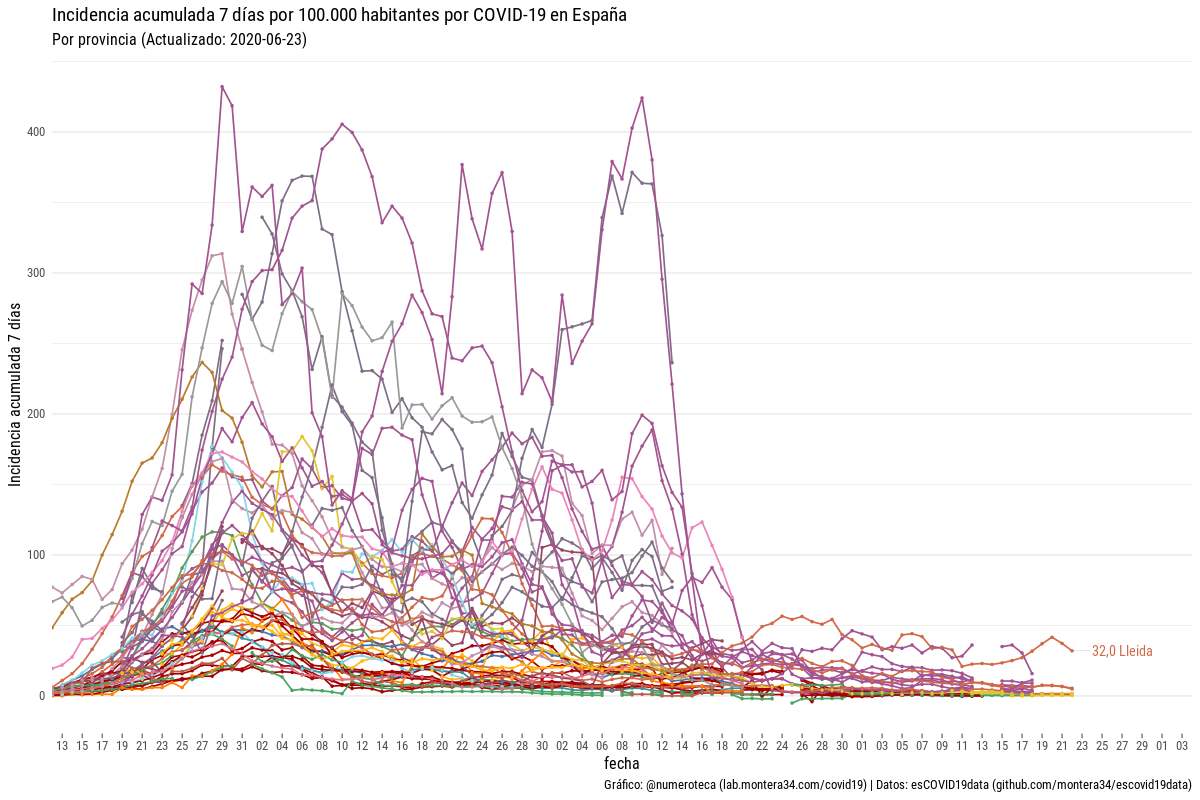 Incidencia acumulada 7 días por 100.000 habitantes por COVID-19 en España
Por provincia (Actualizado: 2020-06-23)
Incidencia acumulada 7 días
400
300
200
100
0
32,0 Lleida
13 15 17 19 21 23 25 27 29 31 02 04 06 08 10 12 14 16 18 20 22 24 26 28 30 02 04 06 08 10 12 14 16 18 20 22 24 26 28 30 01 03 05 07 09 11 13 15 17 19 21 23 25 27 29 01 03
fecha
Gráfico: @numeroteca (lab.montera34.com/covid19) | Datos: esCOVID19data (github.com/montera34/escovid19data)